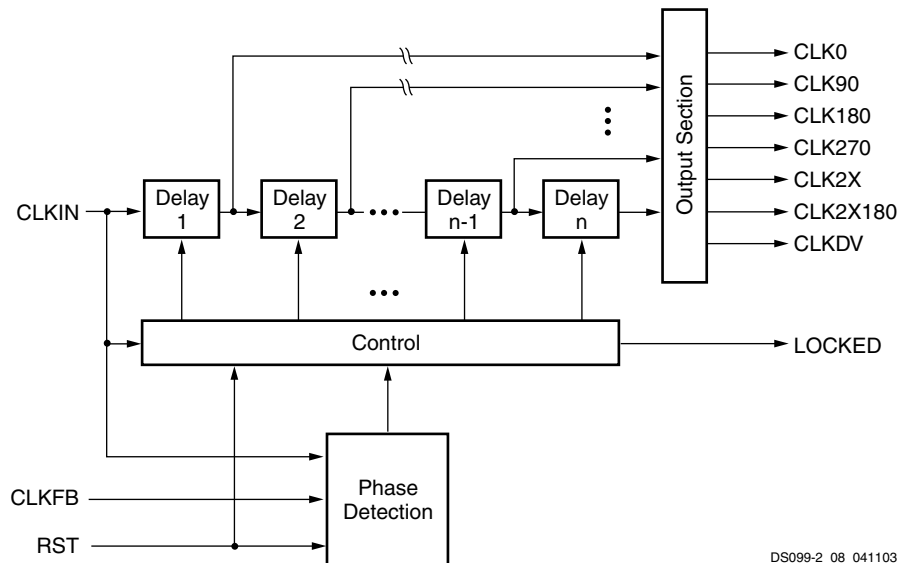 CLK0
CLK90
CLK180
CLK270
CLK2X
CLK2X180
CLKDV
Output Section
CLKIN
Delay
1
Delay
2
Delay
n-1
Delay
n
Control
LOCKED
Phase
Detection
CLKFB
RST
DS099-2_08_041103